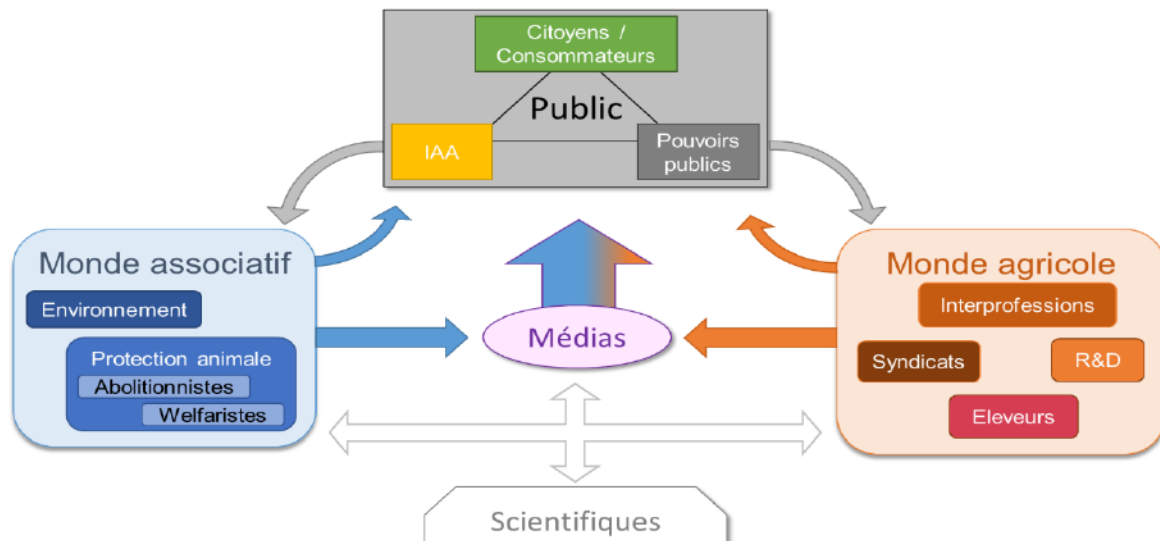 Citoyens /
Consommateurs
Public
IAA
Pouvoirs
publics
Monde associatif
Environnement
Protection animale
Abolitionnistes
Welfaristes
Médias
Monde agricole
Interprofessions
Syndicats
R&D
Eleveurs
Scientifiques